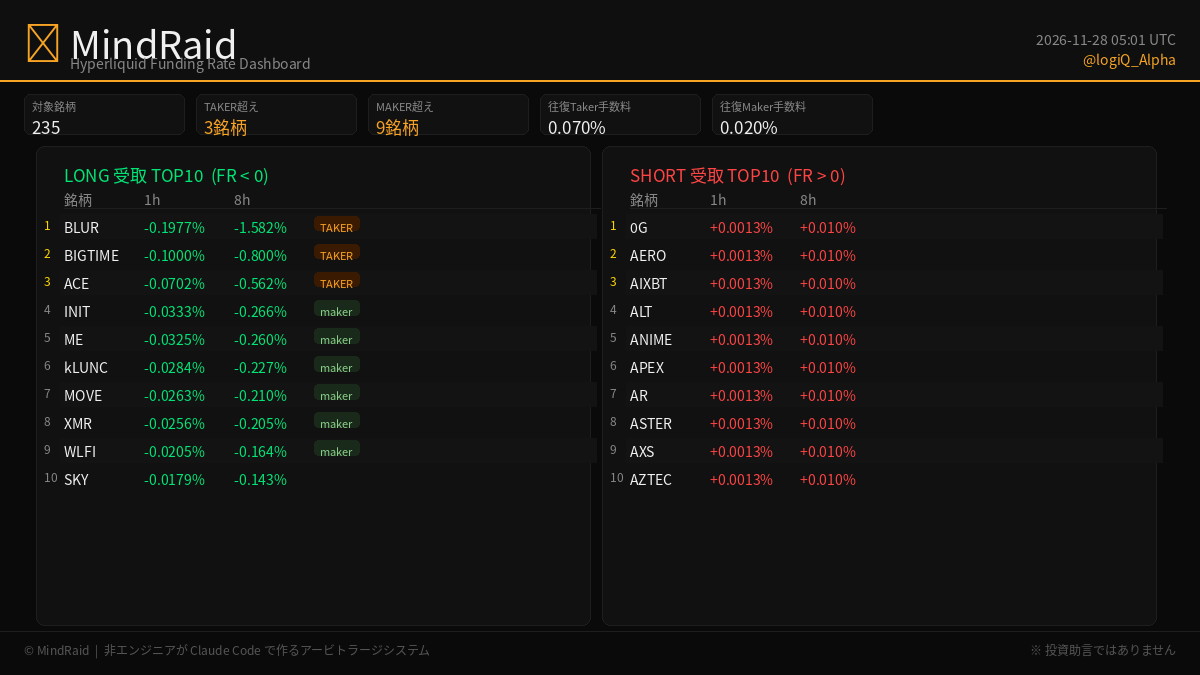 MindRaid
Hyperliquid Funding Rate Dashboard
2026-11-28 05:01 UTC
@logiQ_Alpha
対象銘柄
235
TAKER超え
3銘柄
MAKER超え
9銘柄
往復Taker手数料
0.070%
往復Maker手数料
0.020%
LONG 受取 TOP10 (FR < 0)
銘柄 1h 8h
1 BLUR -0.1977% -1.582% TAKER
2 BIGTIME -0.1000% -0.800% TAKER
3 ACE -0.0702% -0.562% TAKER
4 INIT -0.0333% -0.266% maker
5 ME -0.0325% -0.260% maker
6 kLUNC -0.0284% -0.227% maker
7 MOVE -0.0263% -0.210% maker
8 XMR -0.0256% -0.205% maker
9 WLFI -0.0205% -0.164% maker
10 SKY -0.0179% -0.143%
SHORT 受取 TOP10 (FR > 0)
銘柄 1h 8h
1 0G +0.0013% +0.010%
2 AERO +0.0013% +0.010%
3 AIXBT +0.0013% +0.010%
4 ALT +0.0013% +0.010%
5 ANIME +0.0013% +0.010%
6 APEX +0.0013% +0.010%
7 AR +0.0013% +0.010%
8 ASTER +0.0013% +0.010%
9 AXS +0.0013% +0.010%
10 AZTEC +0.0013% +0.010%
© MindRaid | 非エンジニアが Claude Code で作るアービトラージシステム
※ 投資助言ではありません